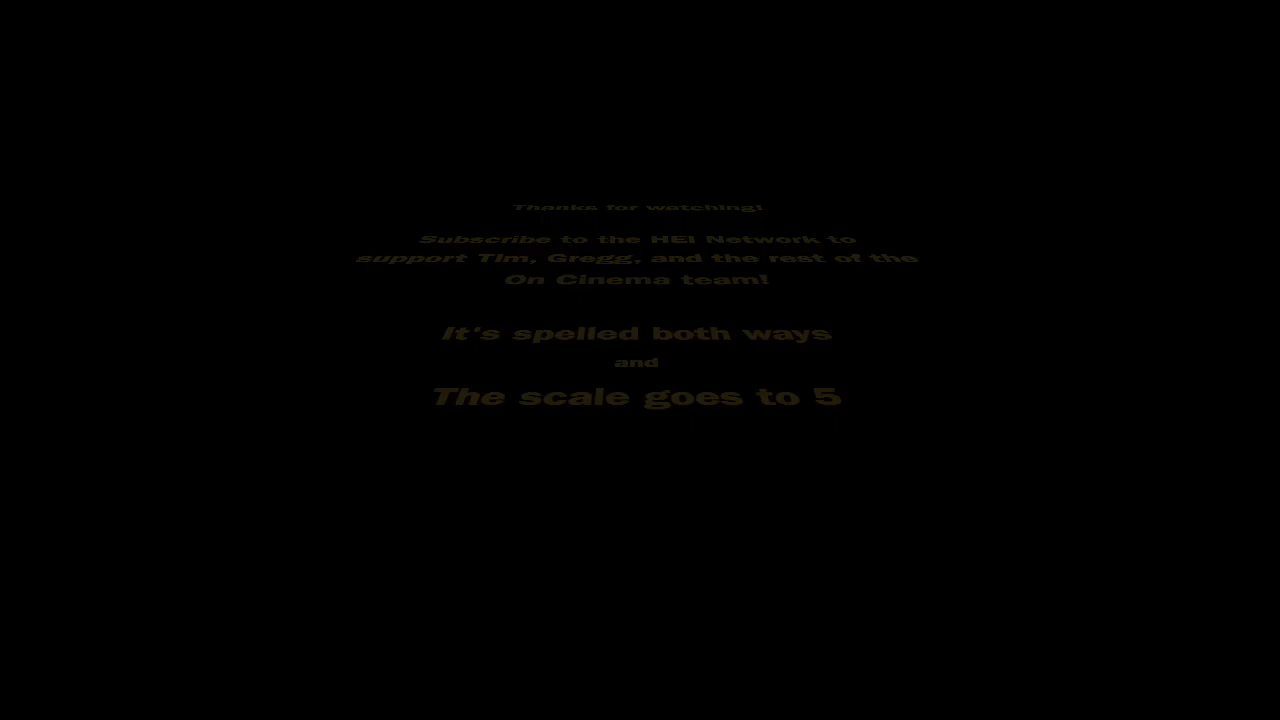 Thanks for watching!
Subscribe to the HEI Network to
support Tim, Gregg, and the rest of the
On Cinema team!
It's spelled both ways
and
The scale goes to 5